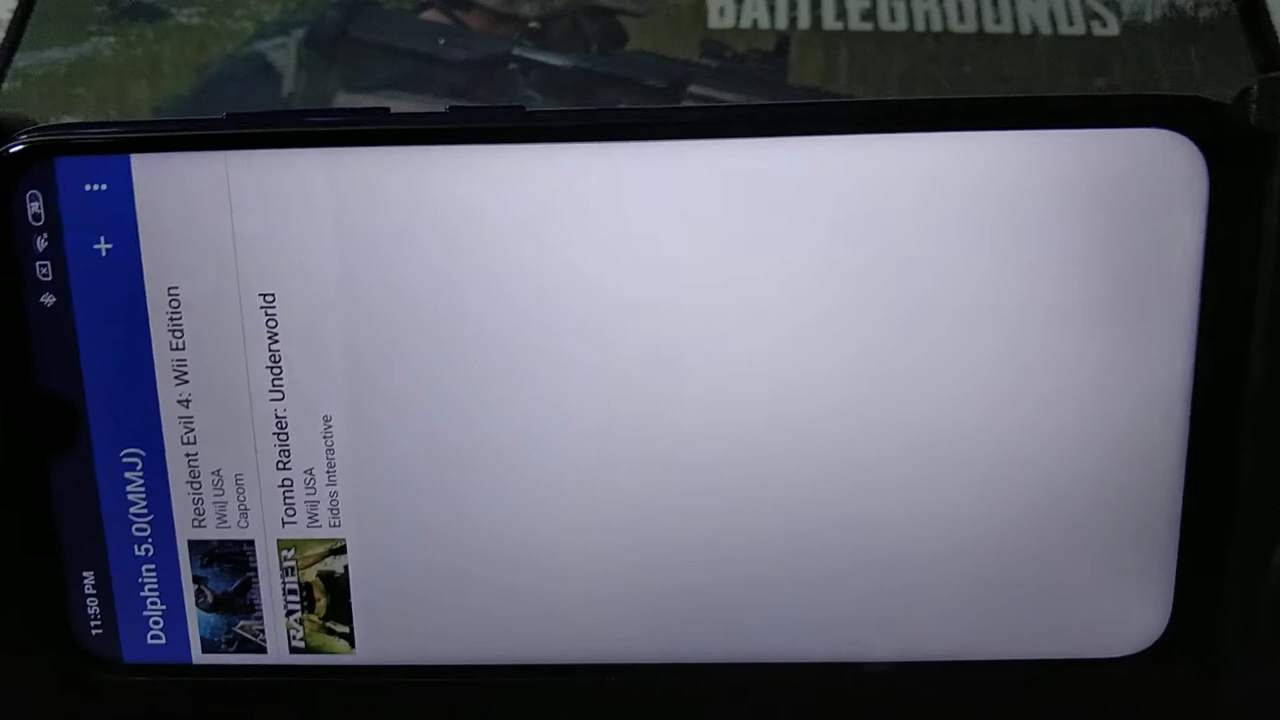 BATTLEGROUNDS
11:50 PM
Dolphin 5.0(MMJ)
Resident Evil 4: Wii Edition
[Wii] USA
Capcom
RAIDER
Tomb Raider: Underworld
[Wii] USA
Eidos Interactive